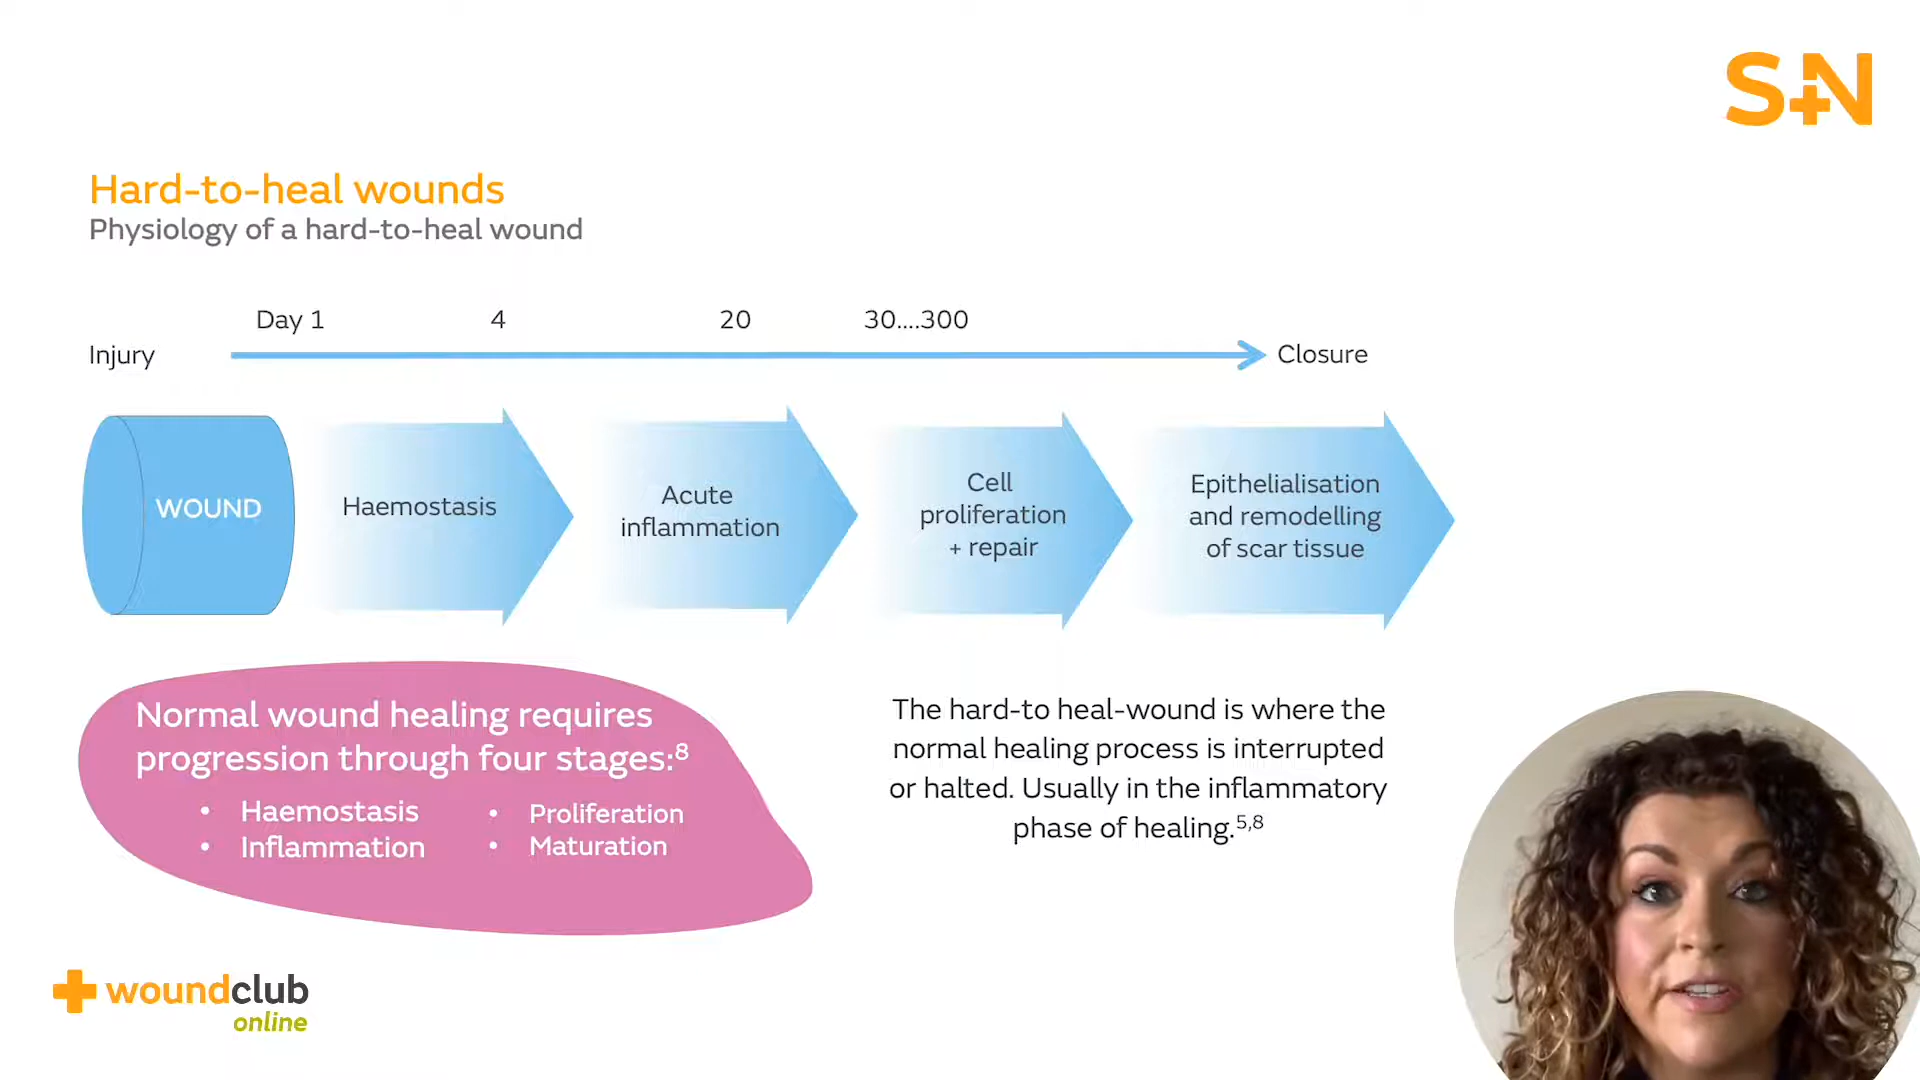 S+N
Hard-to-heal wounds
Physiology of a hard-to-heal wound
Day 1 4 20 30....300
Injury Closure
WOUND
Haemostasis
Acute
inflammation
Cell
proliferation
+ repair
Epithelialisation
and remodelling
of scar tissue
Normal wound healing requires
progression through four stages:⁸
• Haemostasis
• Inflammation
• Proliferation
• Maturation
The hard-to heal-wound is where the
normal healing process is interrupted
or halted. Usually in the inflammatory
phase of healing.⁵,⁸
woundclub
online